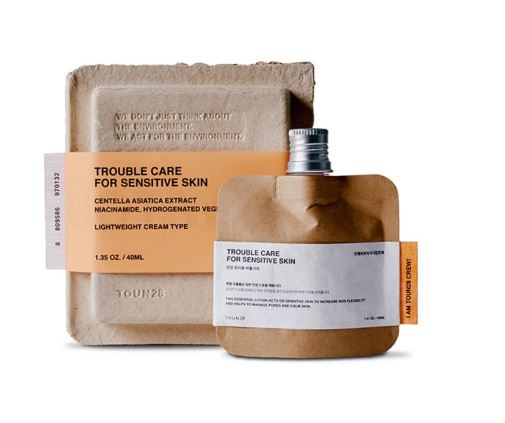 WE DON'T JUST THINK ABOUT
THE ENVIRONMENT.
WE ACT FOR THE ENVIRONMENT.
TROUBLE CARE
FOR SENSITIVE SKIN
CENTELLA ASIATICA EXTRACT
NIACINAMIDE, HYDROGENATED VEG
LIGHTWEIGHT CREAM TYPE
1.35 OZ. / 40ML
8 809586 970132
TOUN28
TROUBLE CARE
FOR SENSITIVE SKIN
THIS ESSENTIAL LOTION ACTS ON SENSITIVE SKIN TO INCREASE SKIN FLEXIBILITY
AND HELPS TO MANAGE PORES AND CALM SKIN
TOUN28
I AM TOUN28 CREW!